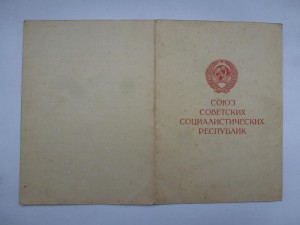 СОЮЗ
СОВЕТСКИХ
СОЦИАЛИСТИЧЕСКИХ
РЕСПУБЛИК